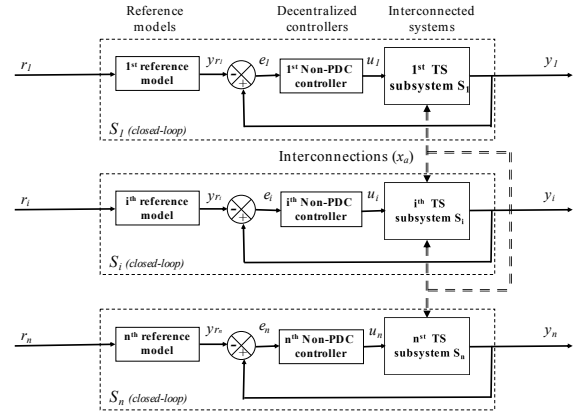 Reference models
Decentralized controllers
Interconnected systems
r1
1st reference model
yr1
-
+
e1
1st Non-PDC controller
u1
1st TS subsystem S1
y1
S1 (closed-loop)
Interconnections (xa)
ri
ith reference model
yri
-
+
ei
ith Non-PDC controller
ui
ith TS subsystem Si
yi
Si (closed-loop)
rn
nth reference model
yrn
-
+
en
nth Non-PDC controller
un
nst TS subsystem Sn
yn
Sn (closed-loop)